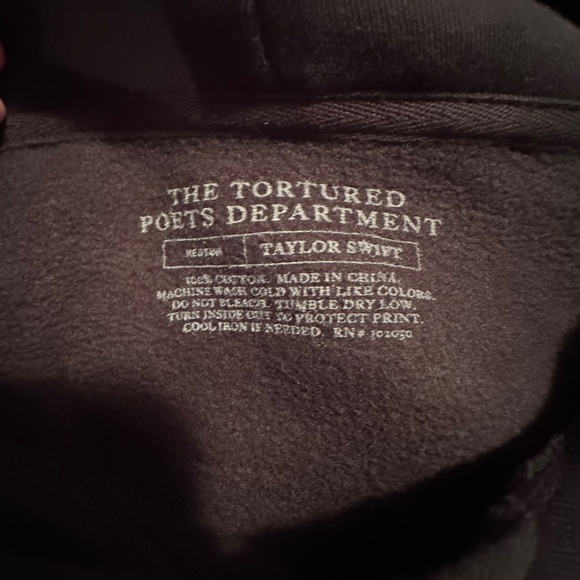 THE TORTURED
POETS DEPARTMENT
MEDIUM TAYLOR SWIFT
100% COTTON. MADE IN CHINA.
MACHINE WASH COLD WITH LIKE COLORS.
DO NOT BLEACH. TUMBLE DRY LOW.
TURN INSIDE OUT TO PROTECT PRINT.
COOL IRON IF NEEDED. RN# 102050